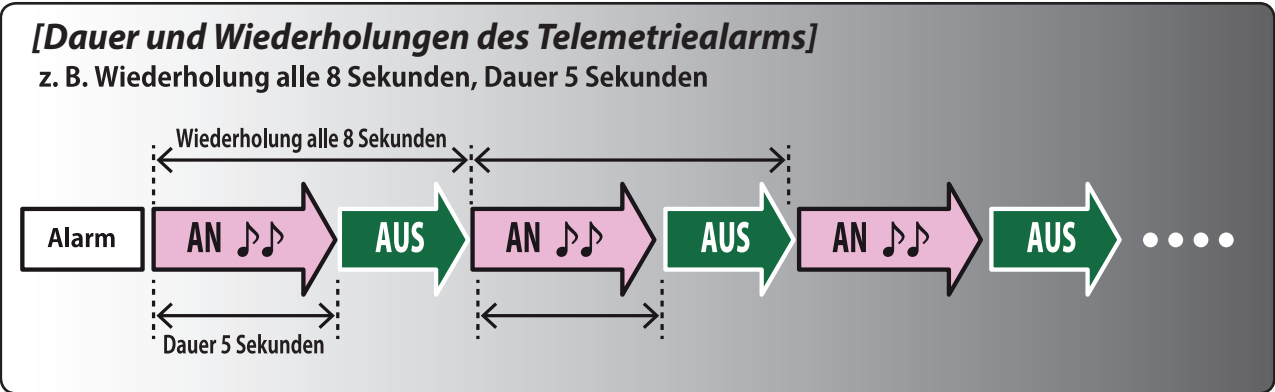 [Dauer und Wiederholungen des Telemetriealarms]
z. B. Wiederholung alle 8 Sekunden, Dauer 5 Sekunden
Wiederholung alle 8 Sekunden
Alarm AN ♪♪ AUS AN ♪♪ AUS AN ♪♪ AUS
Dauer 5 Sekunden